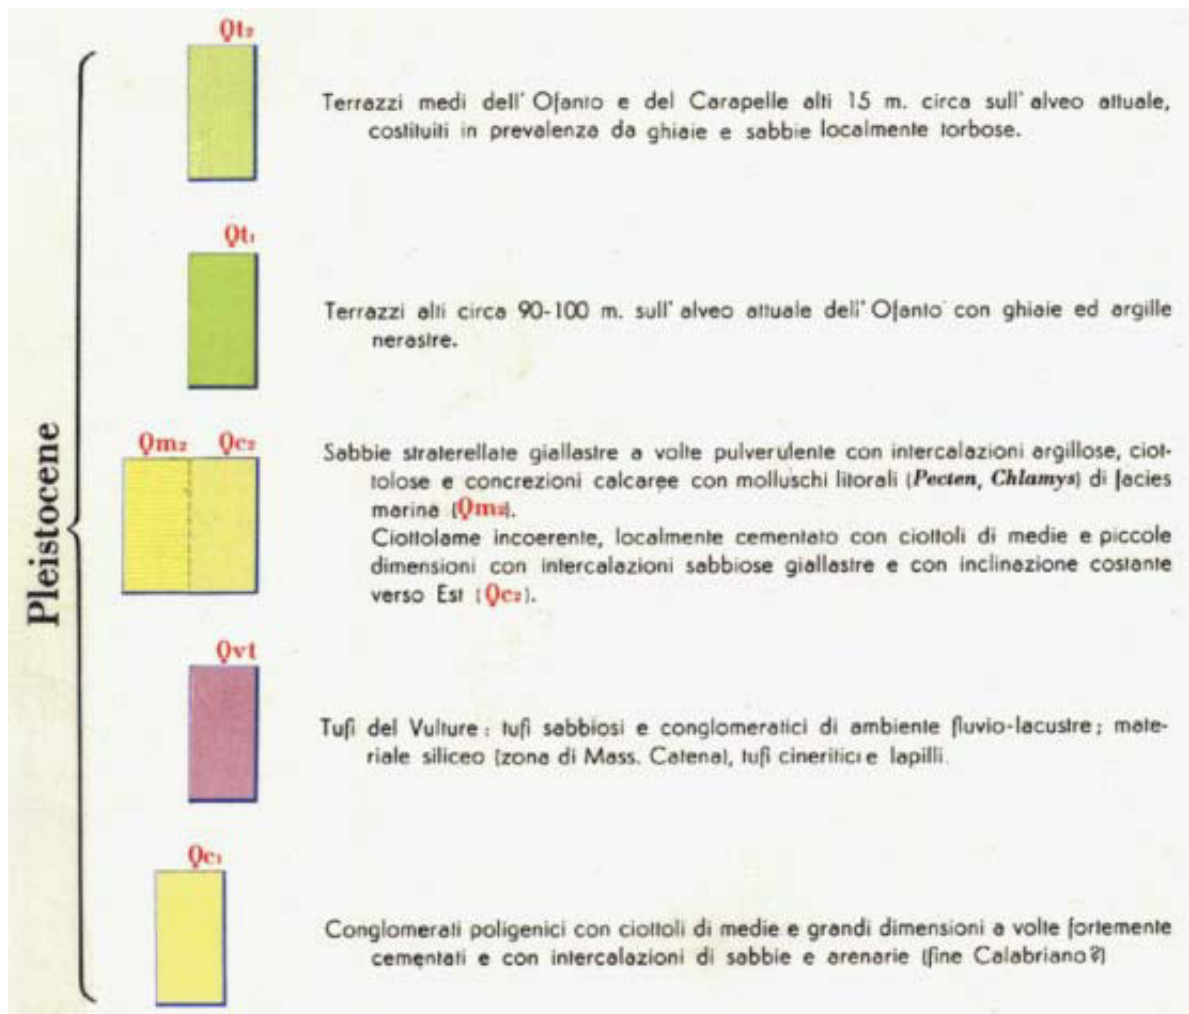 Pleistocene
Qt2
Terrazzi medi dell' Ofanto e del Carapelle alti 15 m. circa sull' alveo attuale,
costituiti in prevalenza da ghiaie e sabbie localmente torbose.
Qt1
Terrazzi alti circa 90-100 m. sull' alveo attuale dell' Ofanto con ghiaie ed argille
nerastre.
Qm2 Qc2
Sabbie straterellate giallastre a volte pulverulente con intercalazioni argillose, ciot-
tolose e concrezioni calcaree con molluschi litorali (Pecten, Chlamys) di facies
marina (Qm2).
Ciottolame incoerente, localmente cementato con ciottoli di medie e piccole
dimensioni con intercalazioni sabbiose giallastre e con inclinazione costante
verso Est (Qc2).
Qvt
Tufi del Vulture: tufi sabbiosi e conglomeratici di ambiente fluvio-lacustre; mate-
riale siliceo (zona di Mass. Catena), tufi cineritici e lapilli.
Qc1
Conglomerati poligenici con ciottoli di medie e grandi dimensioni a volte fortemente
cementati e con intercalazioni di sabbie e arenarie (fine Calabriano?)